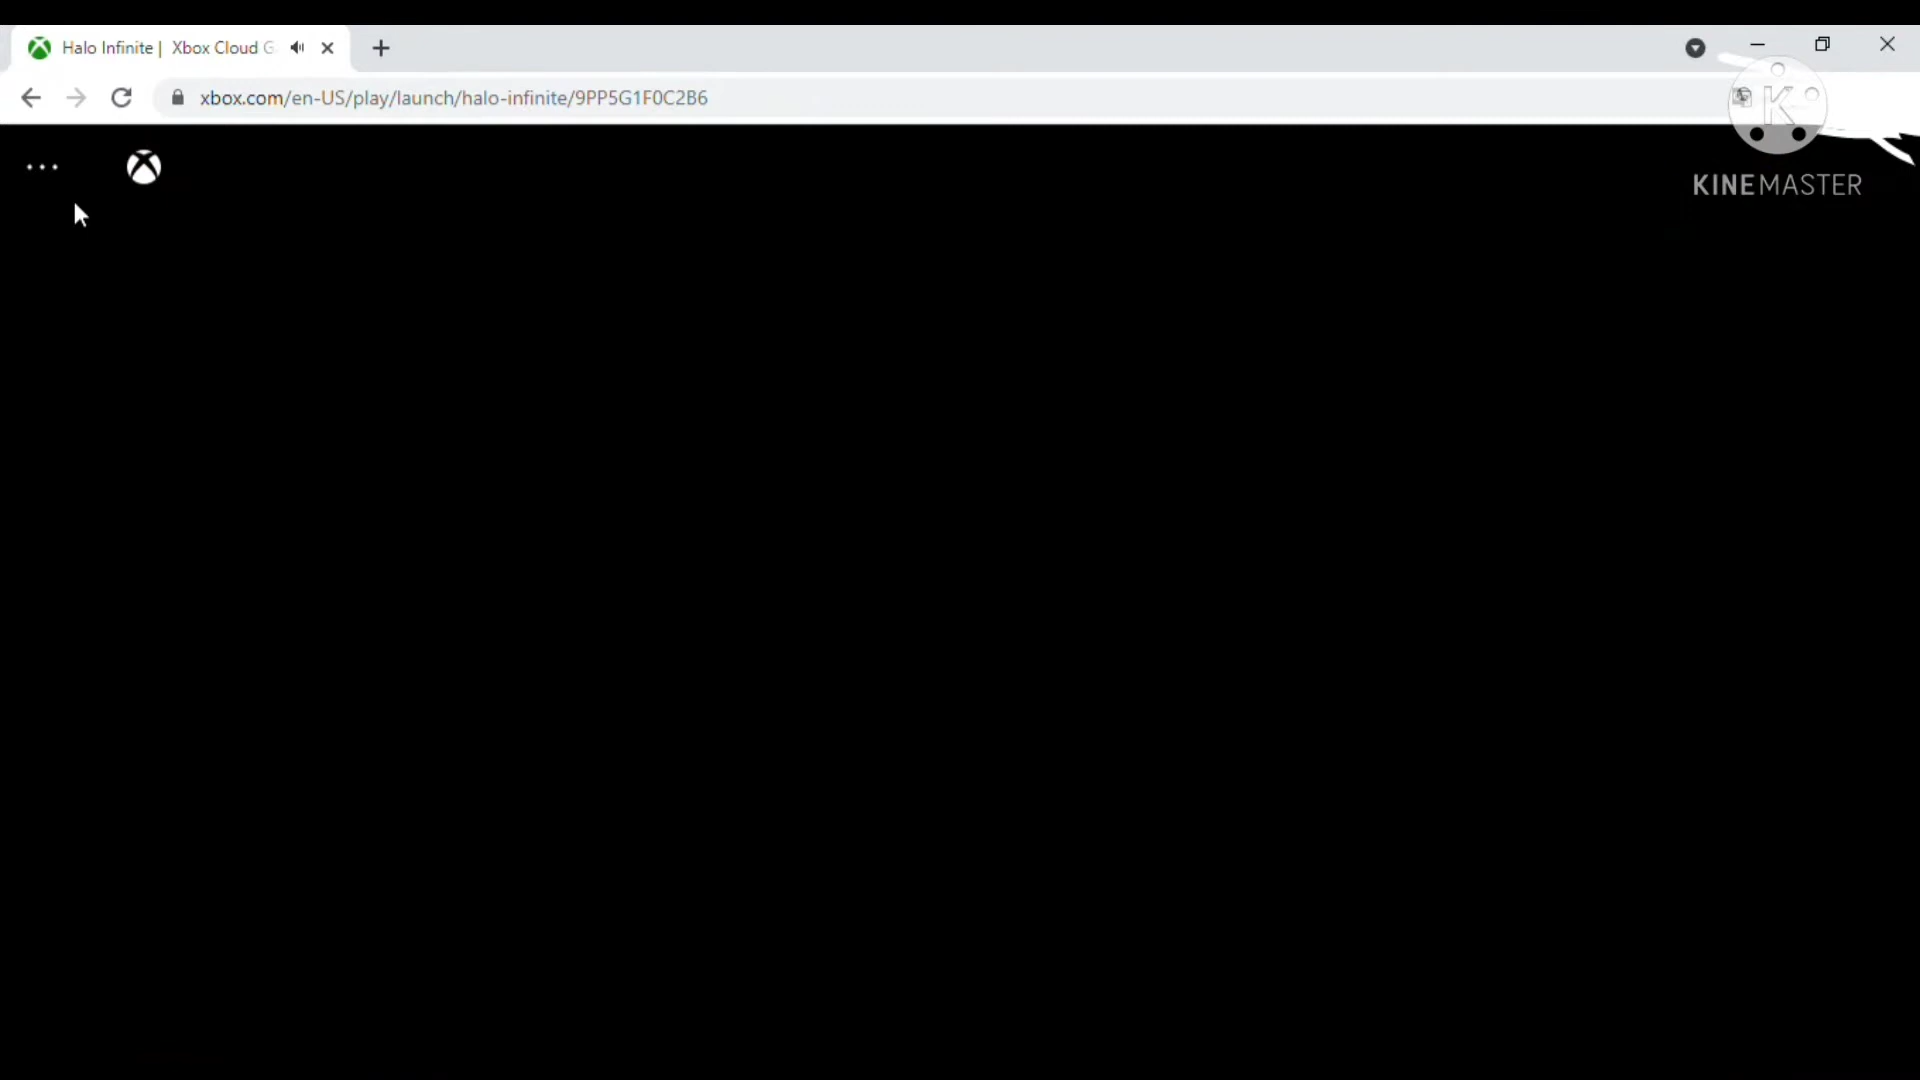 Halo Infinite | Xbox Cloud G
xbox.com/en-US/play/launch/halo-infinite/9PP5G1F0C2B6
K
KINEMASTER